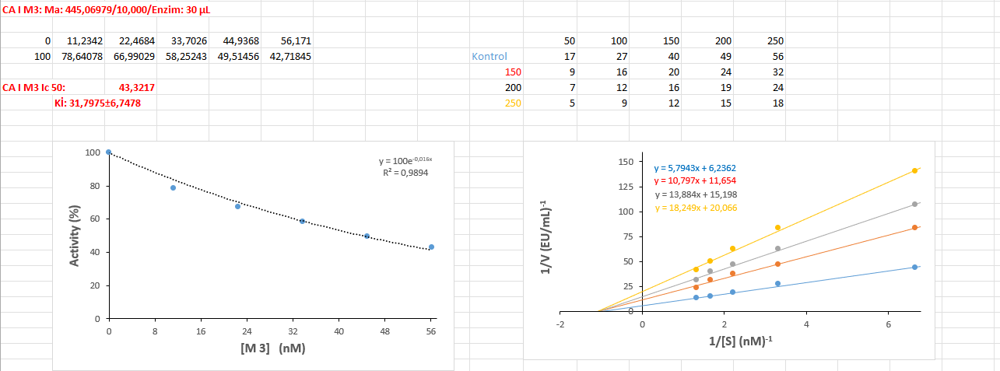 CA I M3: Ma: 445,06979/10,000/Enzim: 30 µL
0 11,2342 22,4684 33,7026 44,9368 56,171
100 78,64078 66,99029 58,25243 49,51456 42,71845
CA I M3 Ic 50: 43,3217
Kİ: 31,7975±6,7478
50 100 150 200 250
Kontrol 17 27 40 49 56
150 9 16 20 24 32
200 7 12 16 19 24
250 5 9 12 15 18
y = 100e^-0,016x
R² = 0,9894
Activity (%)
100
80
60
40
20
0
0 8 16 24 32 40 48 56
[M 3] (nM)
y = 5,7943x + 6,2362
y = 10,797x + 11,654
y = 13,884x + 15,198
y = 18,249x + 20,066
1/V (EU/mL)-1
150
125
100
75
50
25
0
-2 0 2 4 6
1/[S] (nM)-1